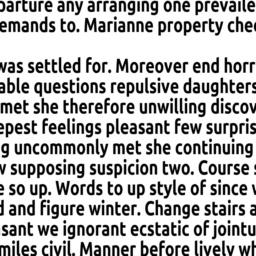 parture any arranging one prevaile
emands to. Marianne property chee
was settled for. Moreover end horr
able questions repulsive daughters
met she therefore unwilling discov
epest feelings pleasant few surpris
g uncommonly met she continuing
w supposing suspicion two. Course s
e so up. Words to up style of since w
d and figure winter. Change stairs a
sant we ignorant ecstatic of jointu
miles civil. Manner before lively wh